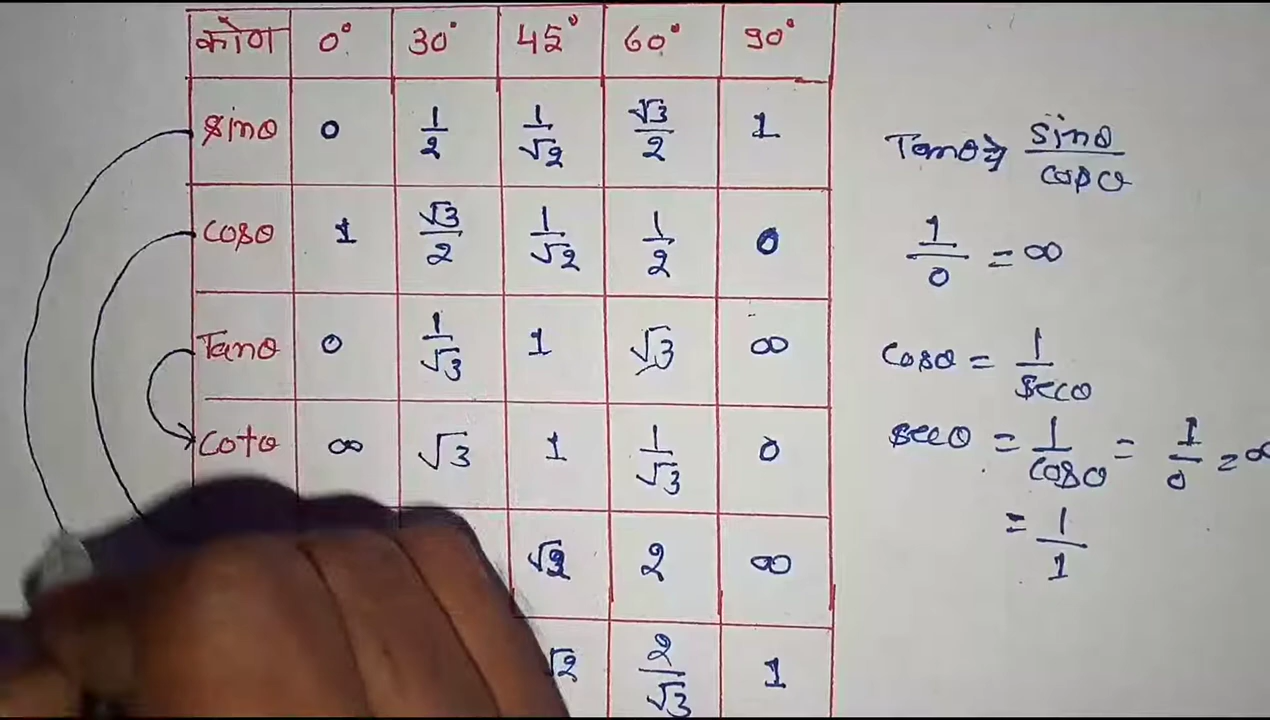 कोण 0° 30° 45° 60° 90°
sinθ 0 1/2 1/√2 √3/2 1
cosθ 1 √3/2 1/√2 1/2 0
Tanθ 0 1/√3 1 √3 ∞
cotθ ∞ √3 1 1/√3 0
√2 2 ∞
√2 2/√3 1
Tanθ = sinθ/cosθ
1/0 = ∞
cosθ = 1/secθ
secθ = 1/cosθ = 1/0 = ∞
= 1/1